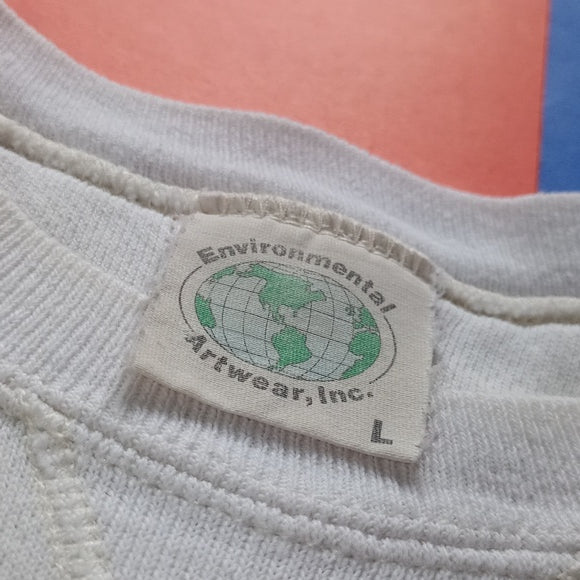 Environmental
Artwear, Inc.
L